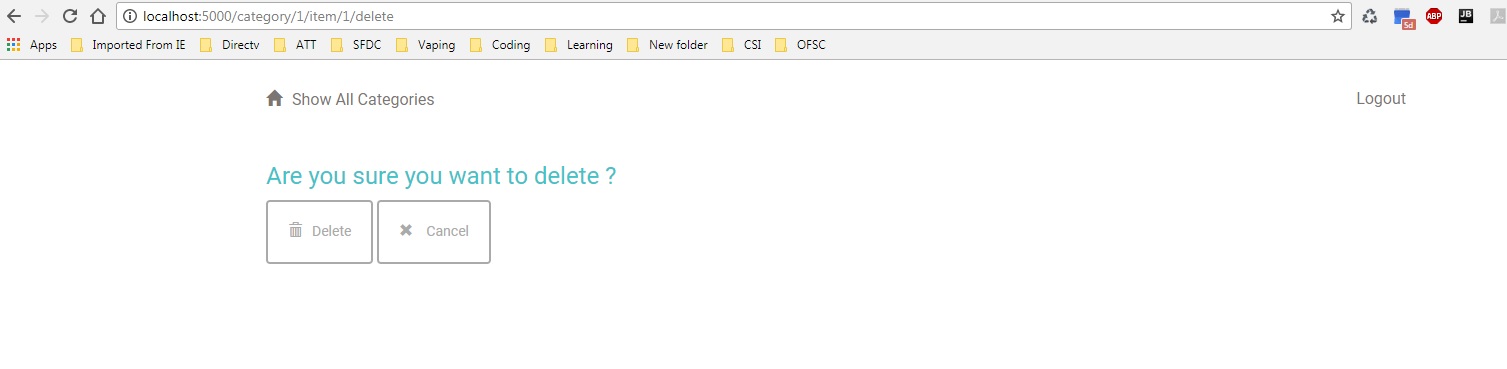 localhost:5000/category/1/item/1/delete
5d
ABP
JB
Apps Imported From IE Directv ATT SFDC Vaping Coding Learning New folder CSI OFSC
Show All Categories Logout
Are you sure you want to delete ?
Delete Cancel